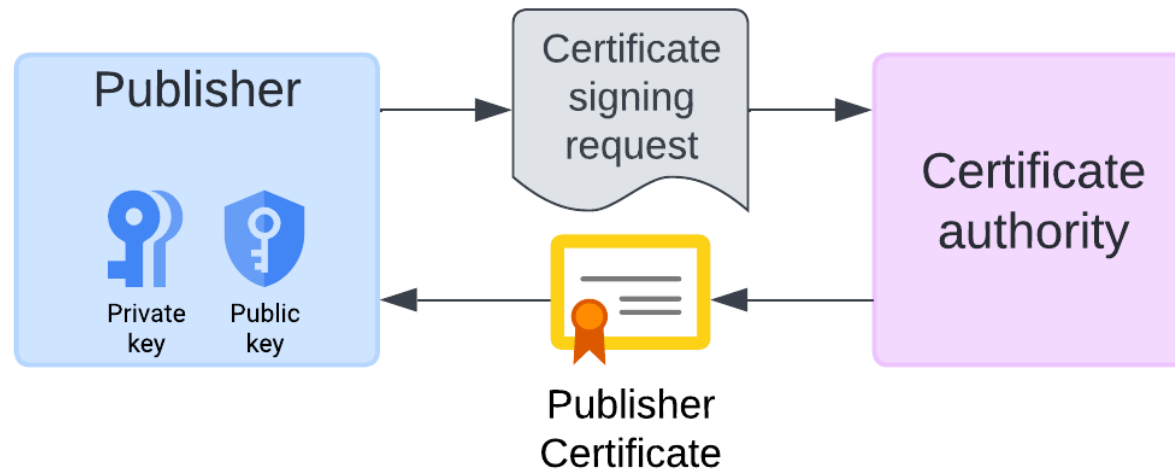 Publisher
Private
key
Public
key
Certificate
signing
request
Certificate
authority
Publisher
Certificate